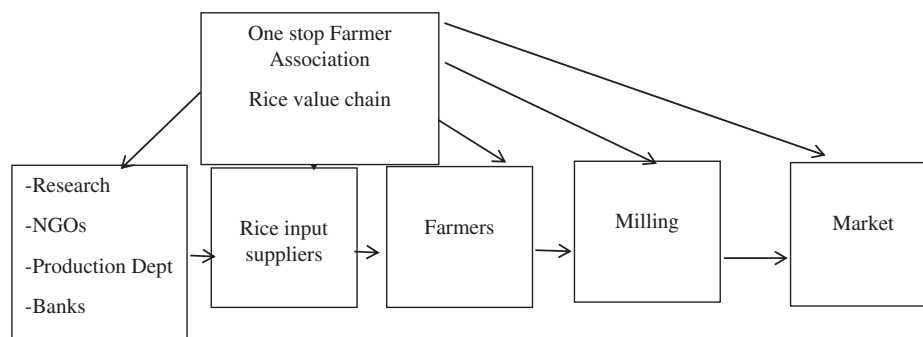 One stop Farmer
Association
Rice value chain
-Research
-NGOs
-Production Dept
-Banks
Rice input
suppliers
Farmers
Milling
Market